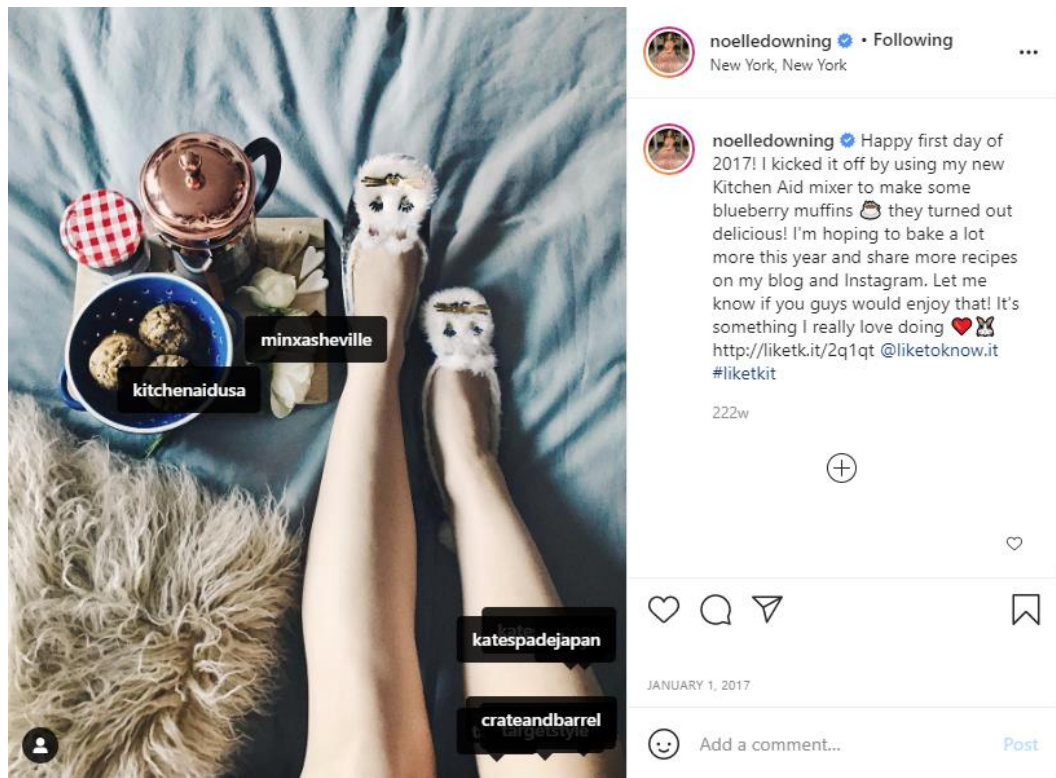 noelledowning • Following
New York, New York
noelledowning Happy first day of
2017! I kicked it off by using my new
Kitchen Aid mixer to make some
blueberry muffins they turned out
delicious! I'm hoping to bake a lot
more this year and share more recipes
on my blog and Instagram. Let me
know if you guys would enjoy that! It's
something I really love doing ❤️🐰
http://liketk.it/2q1qt @liketoknow.it
#liketkit
222w
minxasheville
kitchenaidusa
kate
katespadejapan
crateandbarrel
targetstyle
JANUARY 1, 2017
Add a comment...
Post